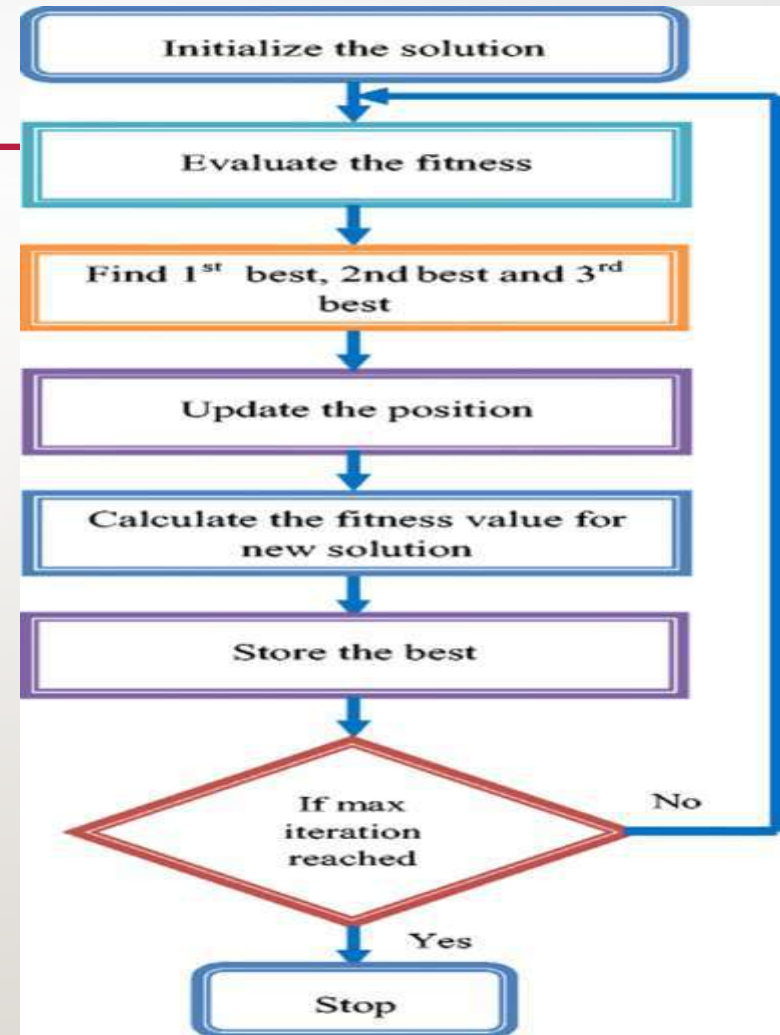 Initialize the solution
Evaluate the fitness
Find 1st best, 2nd best and 3rd
best
Update the position
Calculate the fitness value for
new solution
Store the best
If max
iteration
reached
No
Yes
Stop